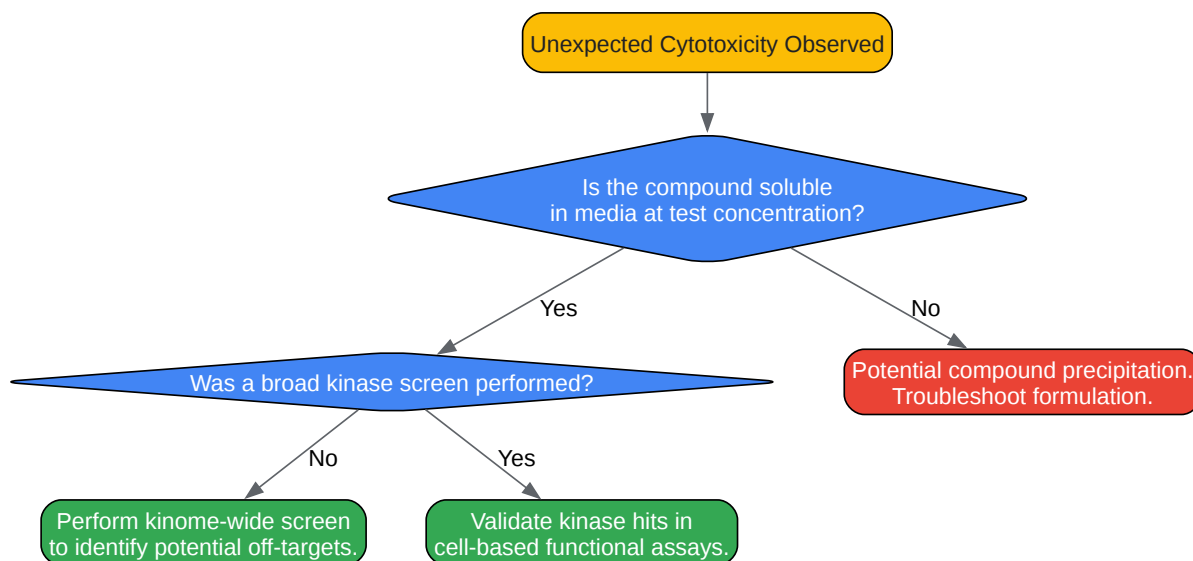 Unexpected Cytotoxicity Observed
Is the compound soluble
in media at test concentration?
Yes
No
Was a broad kinase screen performed?
Potential compound precipitation.
Troubleshoot formulation.
No
Yes
Perform kinome-wide screen
to identify potential off-targets.
Validate kinase hits in
cell-based functional assays.